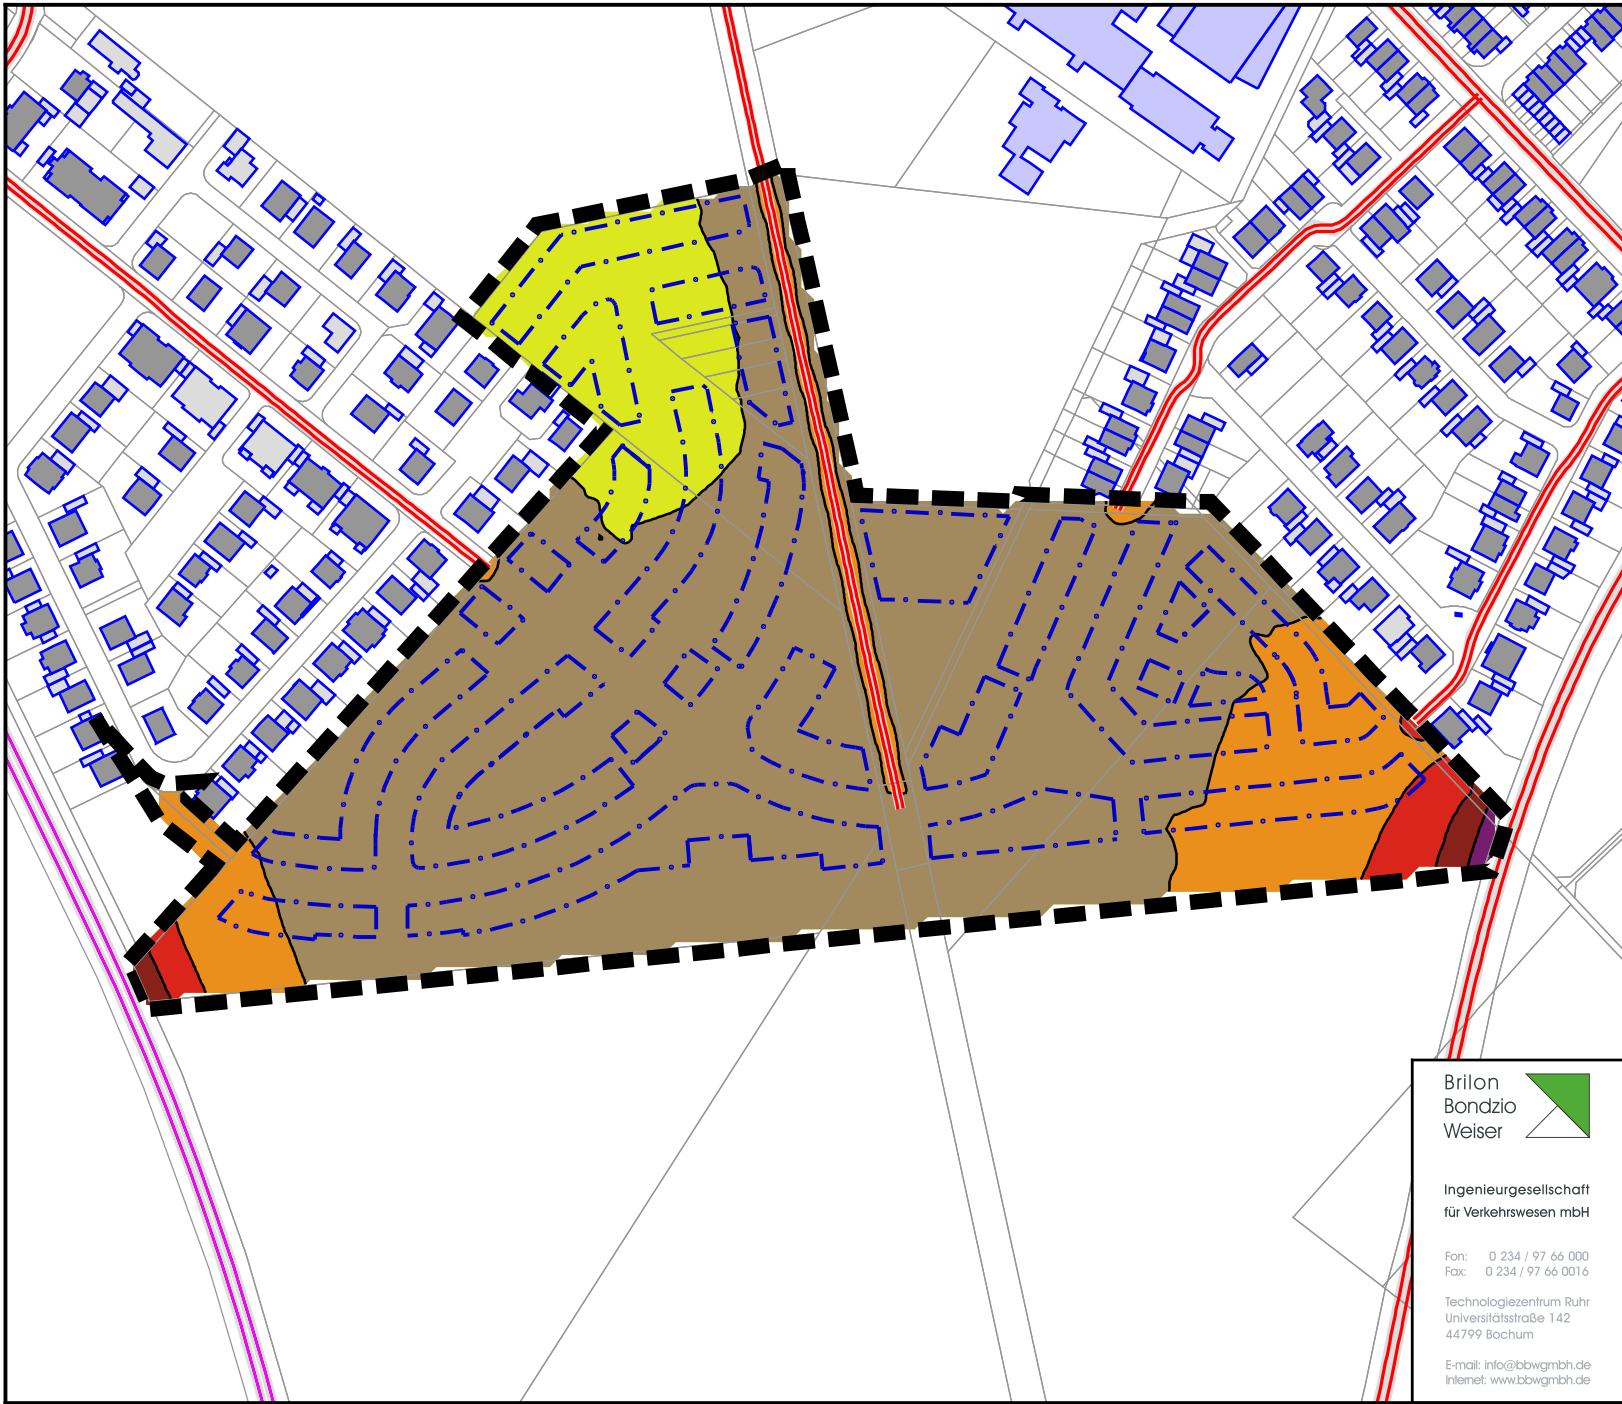 Brilon
Bondzio
Weiser
Ingenieurgesellschaft
für Verkehrswesen mbH
Fon: 0 234 / 97 66 000
Fax: 0 234 / 97 66 0016
Technologiezentrum Ruhr
Universitätsstraße 142
44799 Bochum
E-mail: info@bbwgmbh.de
Internet: www.bbwgmbh.de